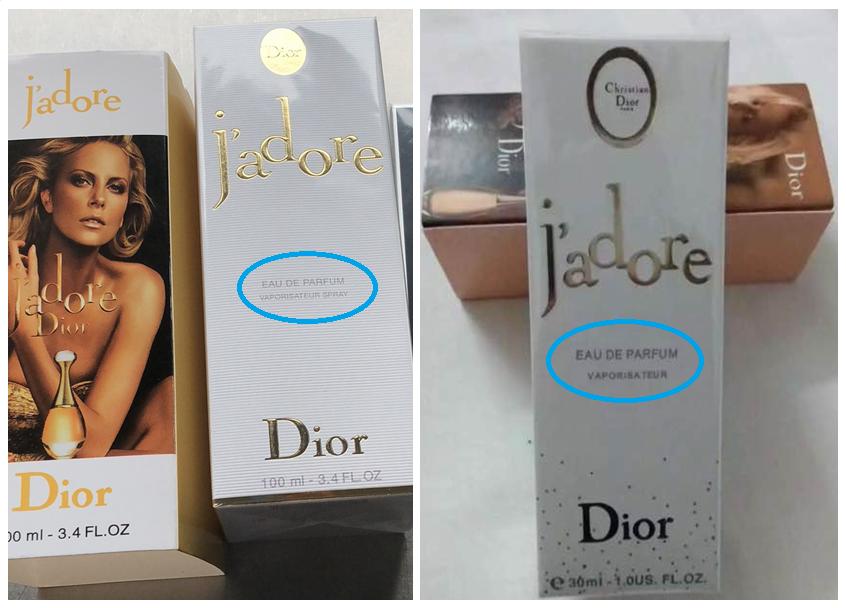 j'adore
j'adore
Dior
Dior
00 ml - 3.4 FL.OZ
Dior
j'adore
EAU DE PARFUM
VAPORISATEUR SPRAY
Dior
100 ml - 3.4 FL.OZ
Christian
Dior
PARIS
Dior
Dior
j'adore
EAU DE PARFUM
VAPORISATEUR
Dior
e 30ml - 1.0US. FL.OZ.